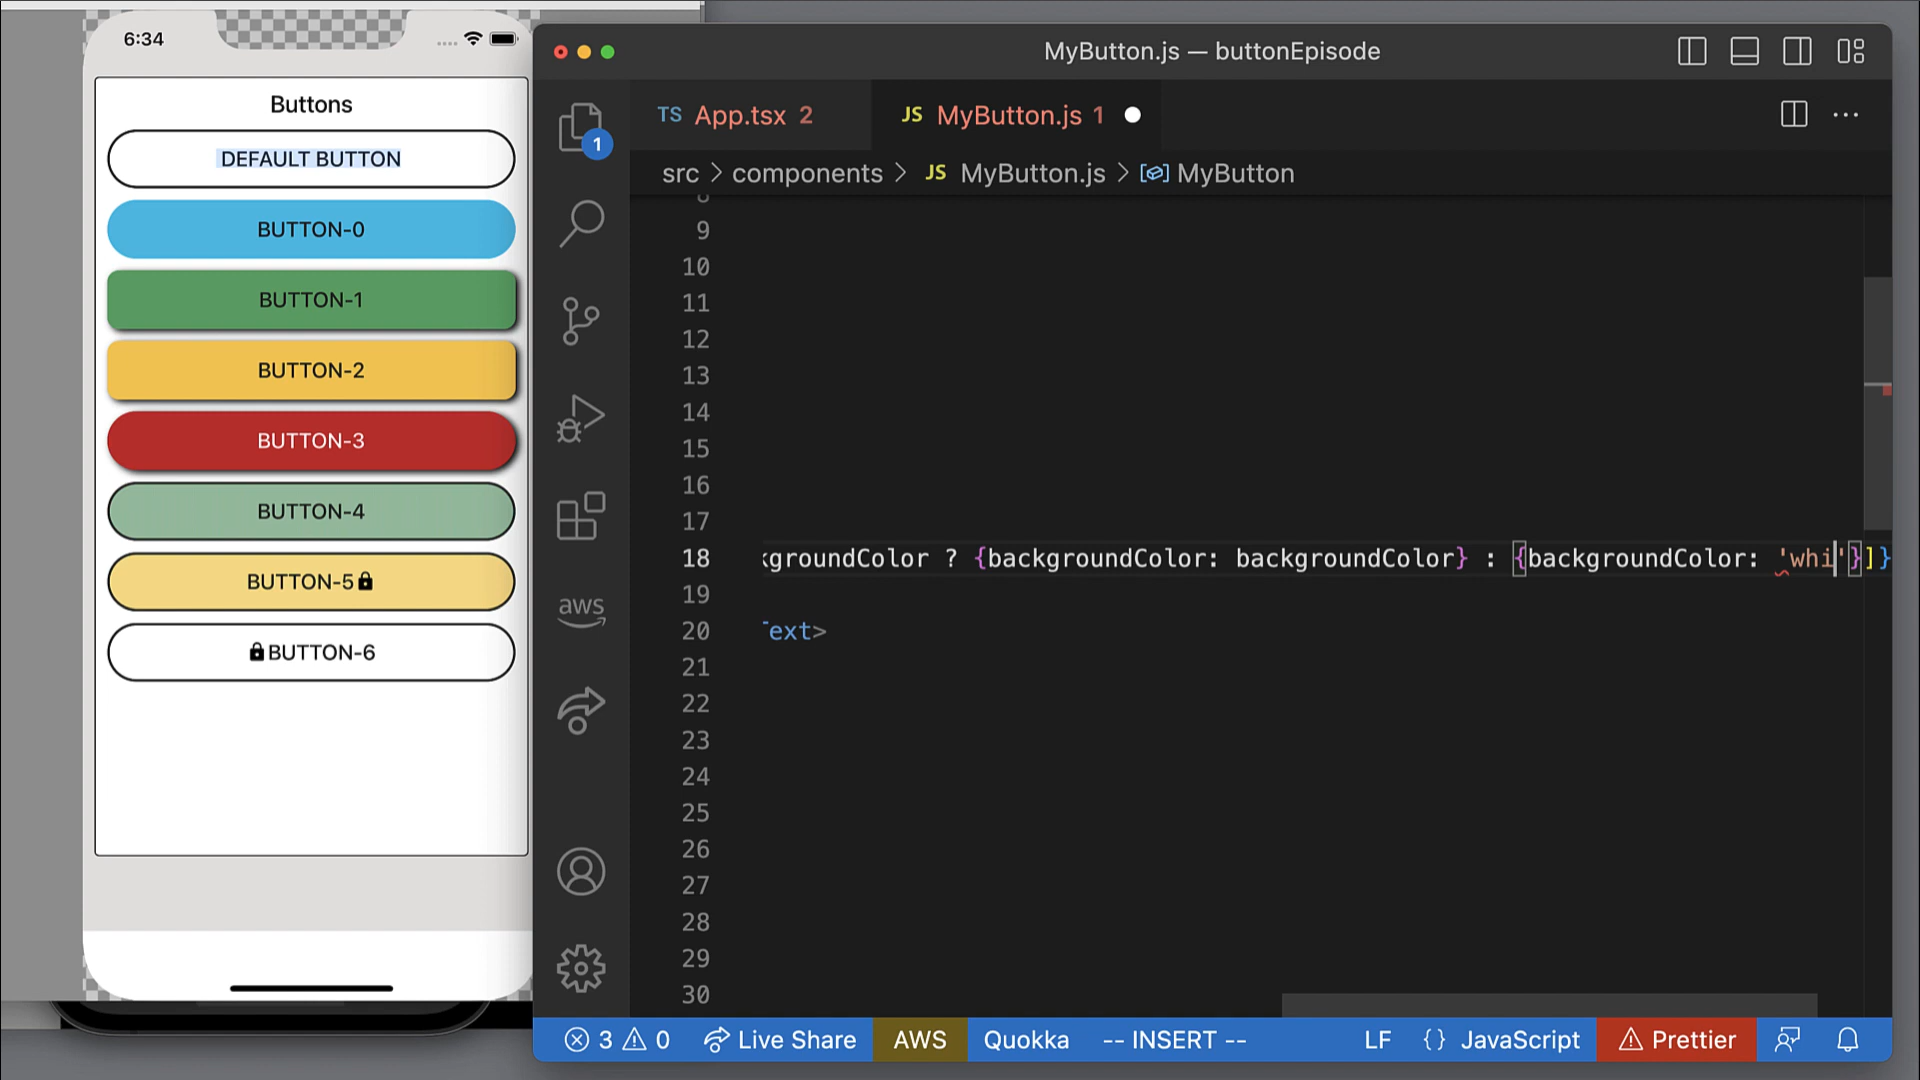 6:34
Buttons
DEFAULT BUTTON
BUTTON-0
BUTTON-1
BUTTON-2
BUTTON-3
BUTTON-4
BUTTON-5
BUTTON-6
MyButton.js — buttonEpisode
TS App.tsx 2
JS MyButton.js 1
src > components > JS MyButton.js > MyButton
1
aws
8
9
10
11
12
13
14
15
16
17
18 kgroundColor ? {backgroundColor: backgroundColor} : {backgroundColor: 'whi'}]}
19
20 Text>
21
22
23
24
25
26
27
28
29
30
3 0 Live Share AWS Quokka -- INSERT -- LF {} JavaScript Prettier